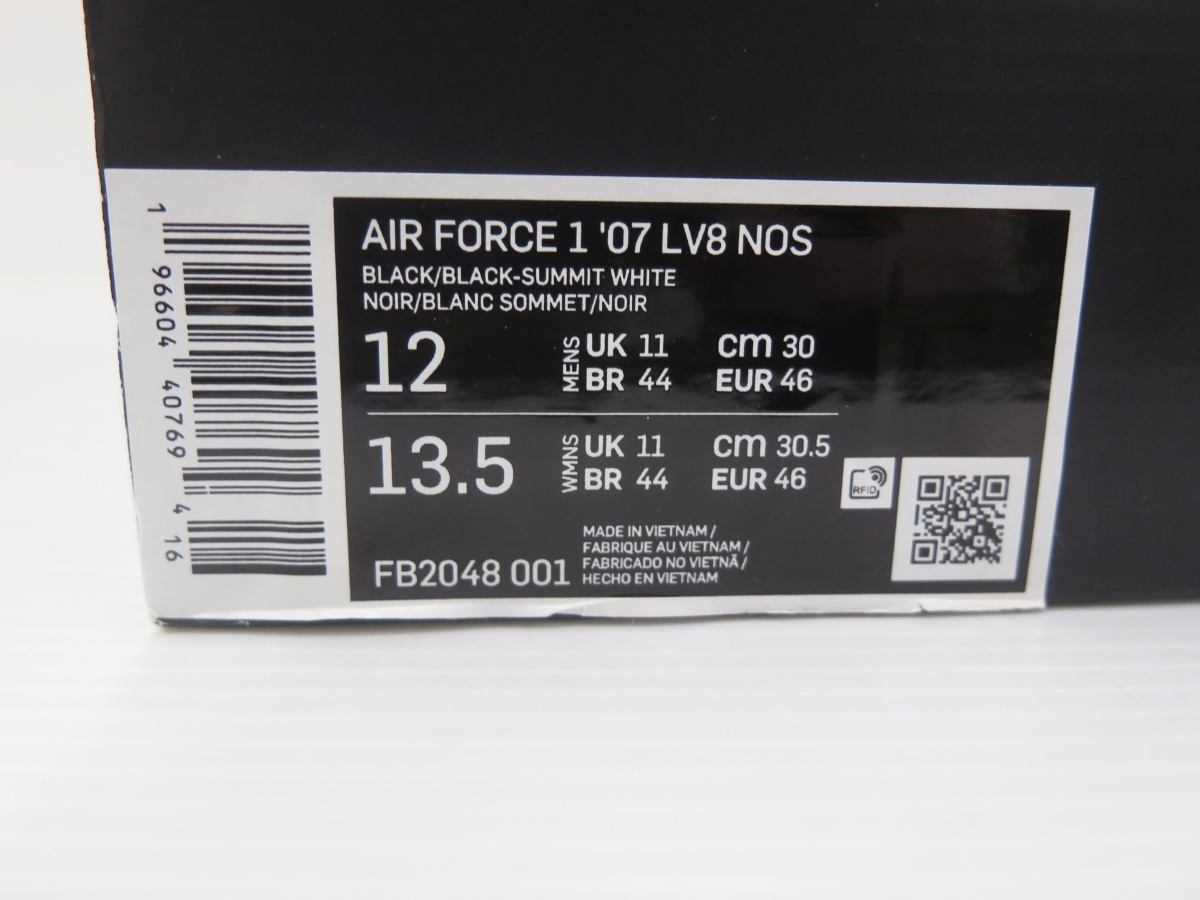 AIR FORCE 1 '07 LV8 NOS
BLACK/BLACK-SUMMIT WHITE
NOIR/BLANC SOMMET/NOIR
12 MENS UK 11 cm 30
BR 44 EUR 46
13.5 WMNS UK 11 cm 30.5
BR 44 EUR 46
RFID
FB2048 001
MADE IN VIETNAM /
FABRIQUE AU VIETNAM /
FABRICADO NO VIETNÃ /
HECHO EN VIETNAM
1 96604 40769 4 16